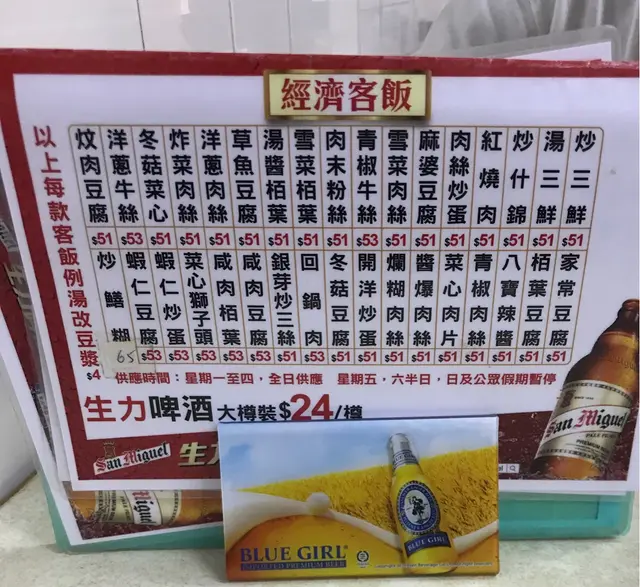 經濟客飯
炒三鮮 $51
湯三鮮 $51
炒什錦 $51
紅燒肉 $51
肉絲炒蛋 $51
麻婆豆腐 $51
雪菜肉絲 $51
青椒牛絲 $53
肉末粉絲 $51
雪菜栢葉 $51
湯醬栢葉 $51
草魚豆腐 $51
洋蔥肉絲 $51
炸菜肉絲 $51
冬菇菜心 $51
洋蔥牛絲 $53
炆肉豆腐 $51
家常豆腐 $51
栢葉豆腐 $51
八寶辣醬 $51
青椒肉絲 $51
菜心肉片 $51
醬爆肉絲 $51
爛糊肉絲 $51
開洋炒蛋 $51
冬菇豆腐 $51
回鍋肉 $53
銀芽炒三絲 $51
咸肉豆腐 $53
咸肉栢葉 $53
菜心獅子頭 $53
蝦仁炒蛋 $53
蝦仁豆腐 $53
炒鱔糊 65
以上每款客飯例湯改豆漿 $4
供應時間：星期一至四，全日供應 星期五，六半日，日及公眾假期暫停
生力啤酒 大樽裝$24/樽
San Miguel 生力
San Miguel
PALE PILSEN
San Miguel
BLUE GIRL
BLUE GIRL
IMPORTED PREMIUM BEER